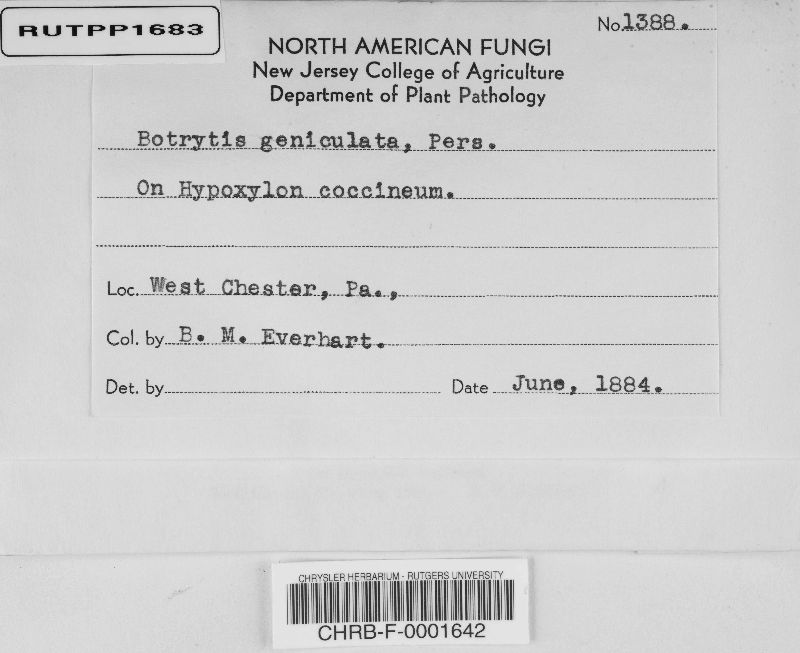 RUTPP1683
No. 1388.
NORTH AMERICAN FUNGI
New Jersey College of Agriculture
Department of Plant Pathology
Botrytis geniculata, Pers.
On Hypoxylon coccineum.
Loc. West Chester, Pa.,
Col. by B. M. Everhart.
Det. by Date June, 1884.
CHRYSLER HERBARIUM - RUTGERS UNIVERSITY
CHRB-F-0001642